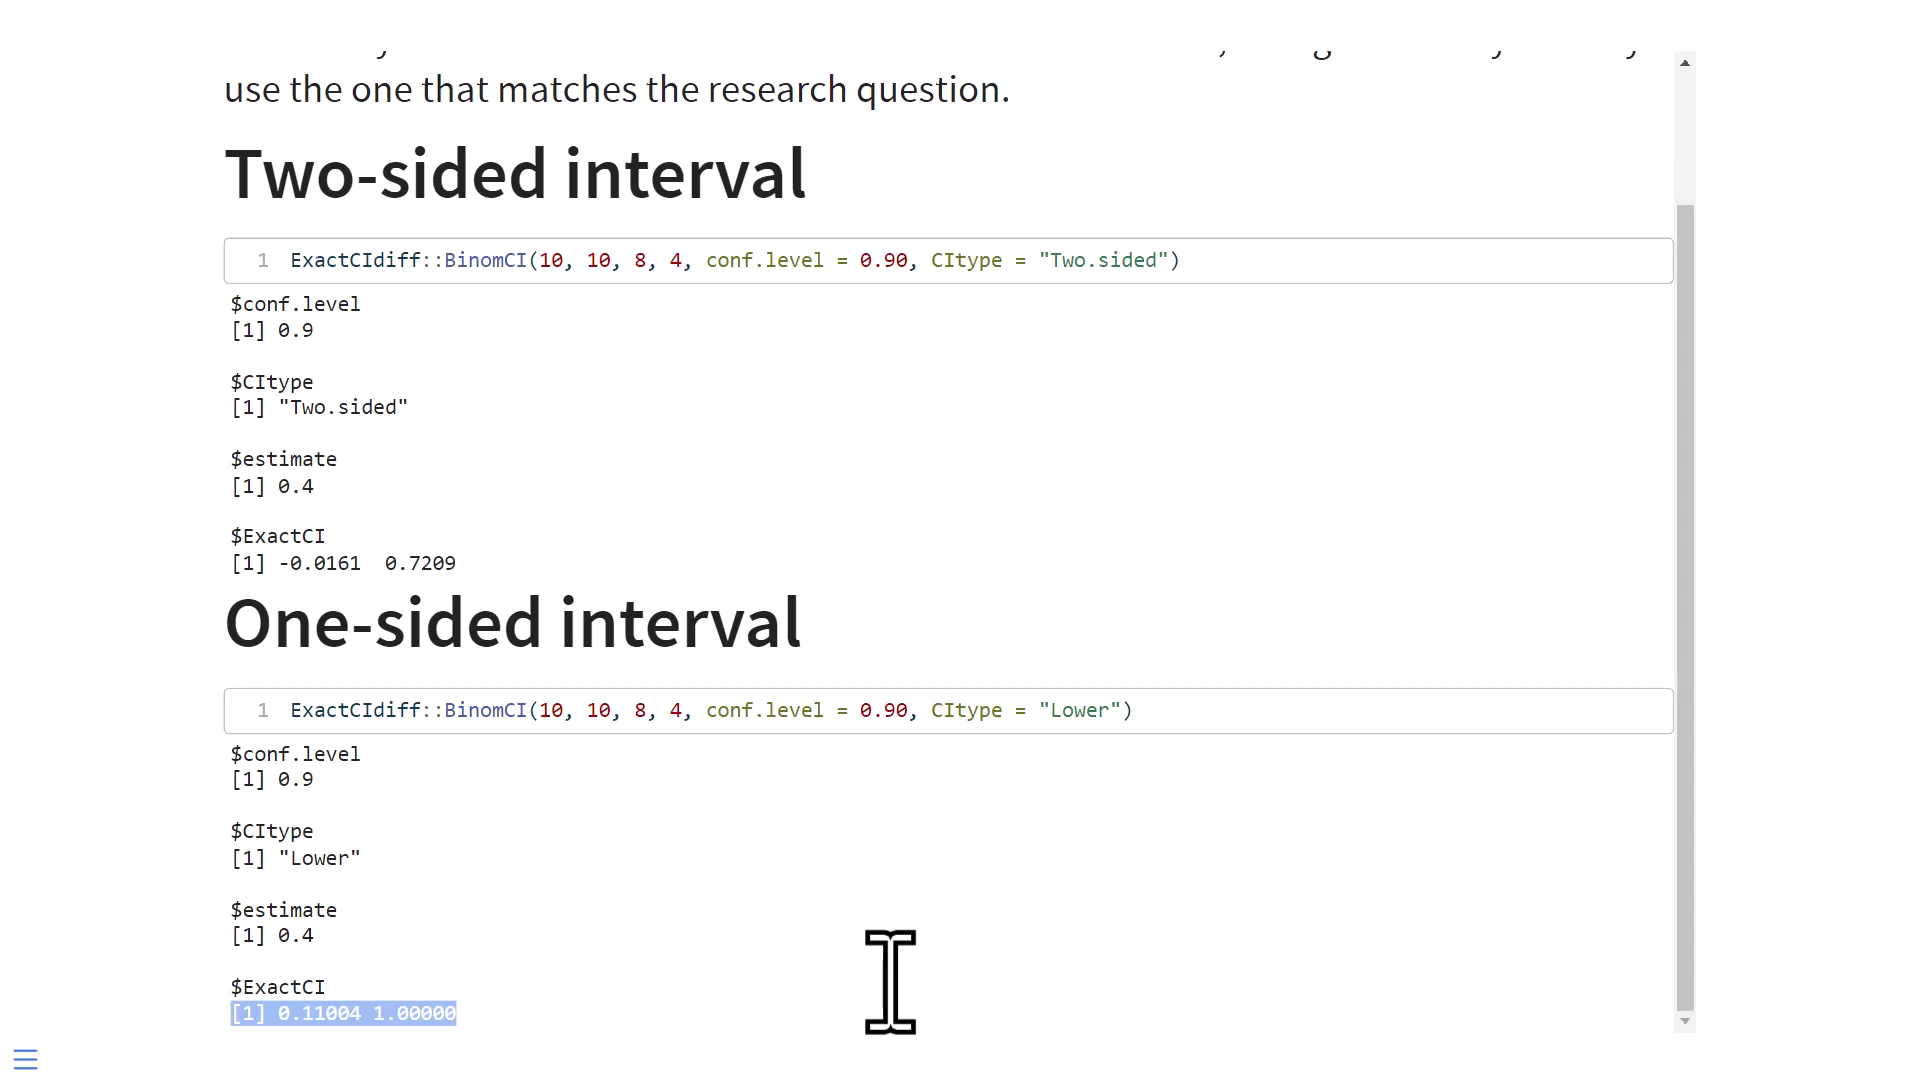 use the one that matches the research question.
Two-sided interval
1 ExactCIdiff::BinomCI(10, 10, 8, 4, conf.level = 0.90, CItype = "Two.sided")
$conf.level
[1] 0.9
$CItype
[1] "Two.sided"
$estimate
[1] 0.4
$ExactCI
[1] -0.0161  0.7209
One-sided interval
1 ExactCIdiff::BinomCI(10, 10, 8, 4, conf.level = 0.90, CItype = "Lower")
$conf.level
[1] 0.9
$CItype
[1] "Lower"
$estimate
[1] 0.4
$ExactCI
[1] 0.11004 1.00000